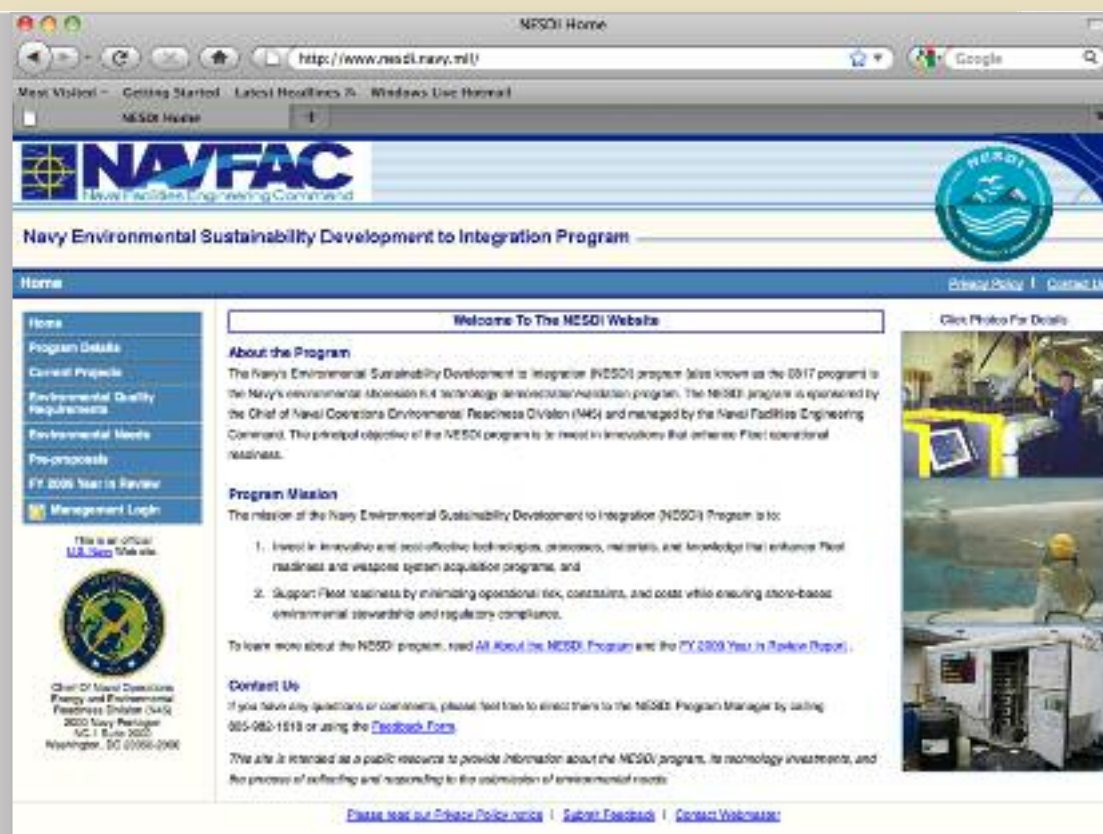 NESDI Home
http://www.nesdi.navy.mil/
Google
Most Visited Getting Started Latest Headlines Windows Live Hotmail
NESDI Home +
NAVFAC
Naval Facilities Engineering Command
NESDI
Navy Environmental Sustainability Development to Integration Program
Home
Privacy Policy | Contact Us
Home
Program Details
Current Projects
Environmental Quality
Requirements
Environmental Needs
Pre-proposals
FY 2009 Year in Review
Management Login
This is an official
U.S. Navy Web site.
Chief Of Naval Operations
Energy and Environmental
Readiness Division (N45)
2000 Navy Pentagon
Washington, DC 20350-2000
Welcome To The NESDI Website
About the Program
The Navy's Environmental Sustainability Development to Integration (NESDI) program (also known as the 0817 program) is
the Navy's environmental shoreside 6.4 technology demonstration/validation program. The NESDI program is sponsored by
the Chief of Naval Operations Environmental Readiness Division (N45) and managed by the Naval Facilities Engineering
Command. The principal objective of the NESDI program is to invest in innovations that enhance Fleet operational
readiness.
Program Mission
The mission of the Navy Environmental Sustainability Development to Integration (NESDI) Program is to:
1. Invest in innovative and cost-effective technologies, processes, materials, and knowledge that enhance Fleet
readiness and weapons system acquisition programs, and
2. Support Fleet readiness by minimizing operational risk, constraints, and costs while ensuring shore-based
environmental stewardship and regulatory compliance.
To learn more about the NESDI program, read All About the NESDI Program and the FY 2009 Year in Review Report.
Contact Us
If you have any questions or comments, please feel free to direct them to the NESDI Program Manager by calling
or using the Feedback Form.
This site is intended as a public resource to provide information about the NESDI program, its technology investments, and
the process of collecting and responding to the submission of environmental needs.
Click Photos For Details
Please read our Privacy Policy notice | Submit Feedback | Contact Webmaster